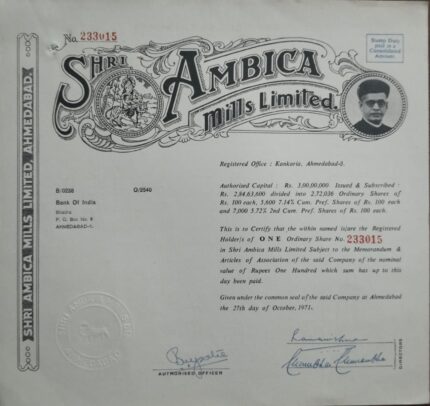 No. 233015
Stamp Duty
paid in a
Consolidated
SHRI AMBICA
Mills Limited.
SHRI AMBICA MILLS LIMITED, AHMEDABAD.
Registered Office : Kankaria, Ahmedabad-
Authorised Capital : Rs. 3,00,00,000 Issued & Subscribed :
Rs. 2,84,63,600 divided into 2,72,036 Ordinary Shares of
Rs. 100 each, 5,600 7.14% Cum. Pref. Shares of Rs. 100 each
and 7,000 5.72% 2nd Cum. Pref. Shares of Rs. 100 each.
B/0238 O/2540
Bank Of India
Bhadra
P. O. Box No. 8
AHMEDABAD-1.
This is to Certify that the within named is/are the Registered
Holder/s of ONE Ordinary Share No. 233015
in Shri Ambica Mills Limited Subject to the Memorandum &
Articles of Association of the said Company of the nominal
value of Rupees One Hundred which sum has up to this
day been paid.
Given under the common seal of the said Company at Ahmedabad
the 27th day of October, 1971.
AUTHORISED OFFICER
DIRECTORS